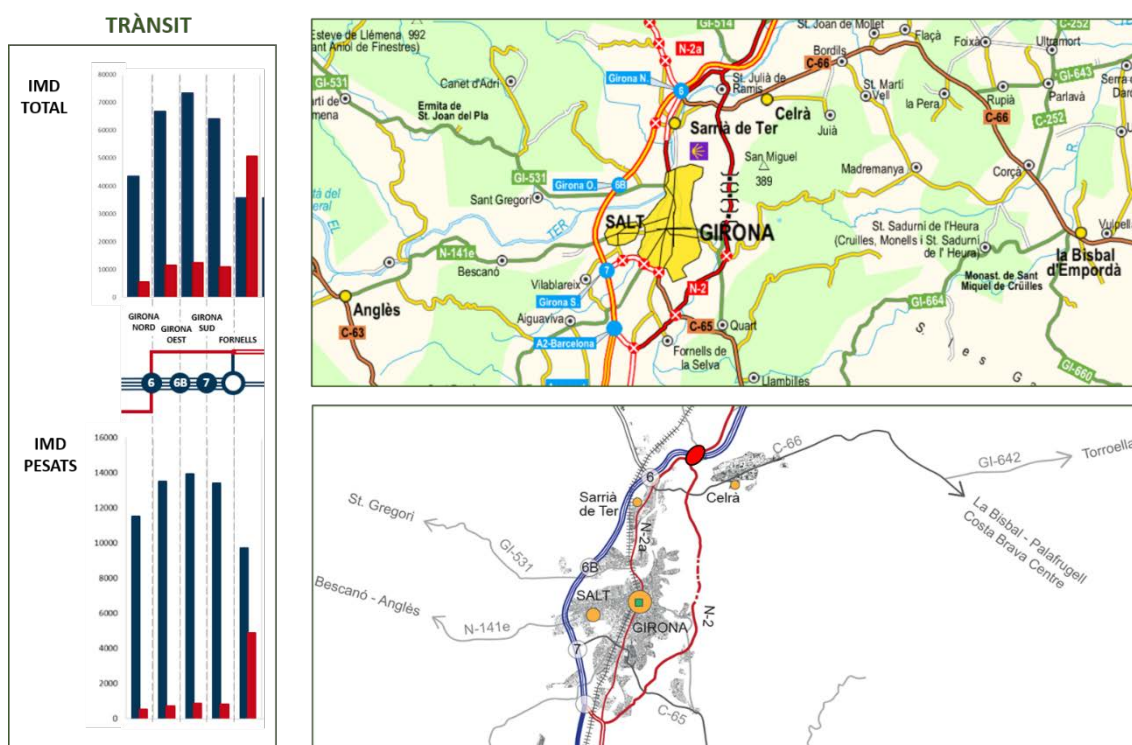 TRÀNSIT
IMD
TOTAL
80000
70000
60000
50000
40000
30000
20000
10000
0
GIRONA
NORD
GIRONA
OEST
GIRONA
SUD
FORNELLS
6
6B
7
IMD
PESATS
16000
14000
12000
10000
8000
6000
4000
2000
0
Esteve de Llémena 992
Sant Aniol de Finestres)
GI-531
Canet d'Adri
Ermita de
St. Joan del Pla
GI-531
Sant Gregori
TER
N-141e
Bescanó
Anglès
C-63
Vilablareix
Girona S.
Aiguaviva
A2-Barcelona
7
Girona O.
6B
SALT
GIRONA
Girona N.
6
N-2a
GI-514
St. Julià de
Ramis
Sarrià de Ter
Celrà
San Miguel
389
N-2
C-65
Quart
Fornells de
la Selva
Llambilles
St. Joan de Mollet
Flaçà
Bordils
C-66
Juià
St. Martí
Vell
la Pera
Madremanya
Foixà
C-252
Ultramort
GI-643
Rupià
Parlavà
C-66
C-252
Corçà
St. Sadurní de l'Heura
(Cruïlles, Monells i St. Sadurní
de l' Heura)
Monast. de Sant
Miquel de Crüilles
la Bisbal
d'Empordà
GI-664
GI-660
St. Gregori
GI-531
Bescanó - Anglès
N-141e
Sarrià
de Ter
6
6B
SALT
7
GIRONA
N-2a
N-2
C-65
Celrà
C-66
GI-642
Torroella
La Bisbal - Palafrugell
Costa Brava Centre